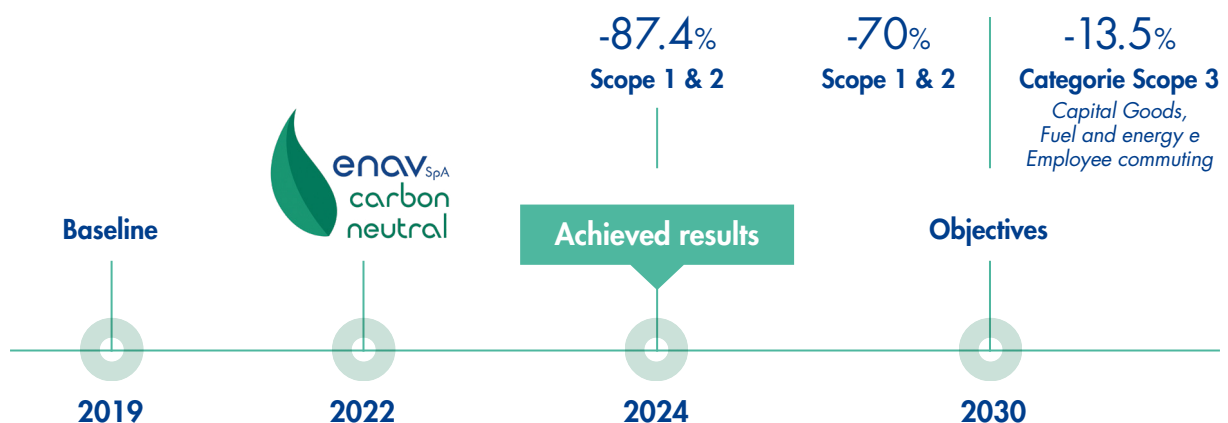 -87.4%
Scope 1 & 2
-70%
Scope 1 & 2
-13.5%
Categorie Scope 3
Capital Goods,
Fuel and energy e
Employee commuting
enav SpA
carbon
neutral
Baseline
Achieved results
Objectives
2019
2022
2024
2030